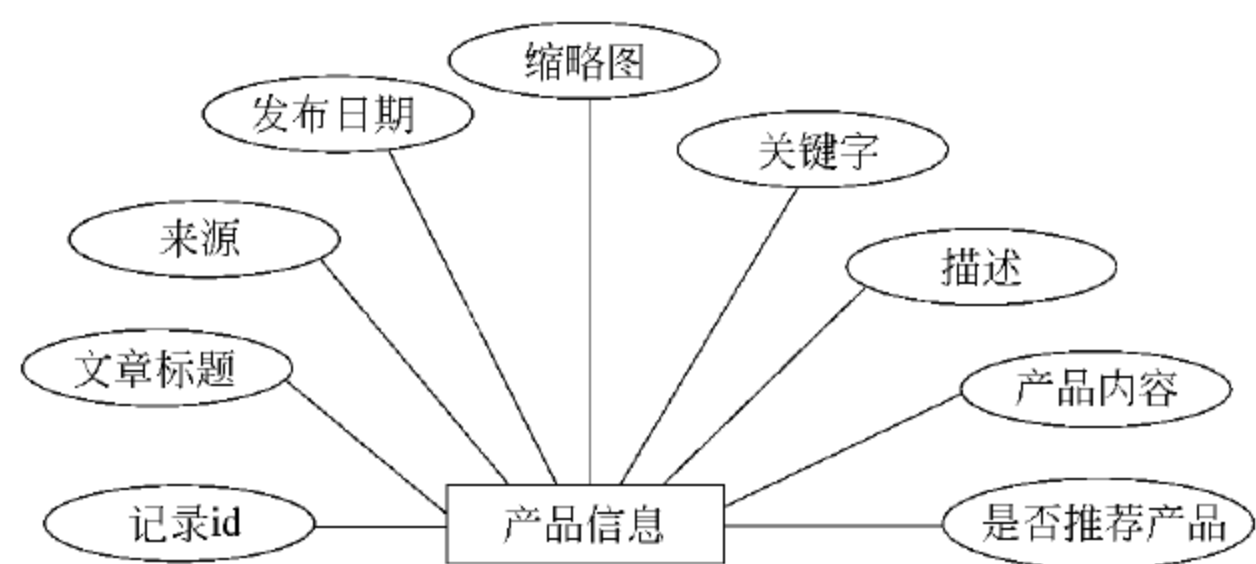 缩略图
发布日期
关键字
来源
描述
文章标题
产品内容
记录id
产品信息
是否推荐产品